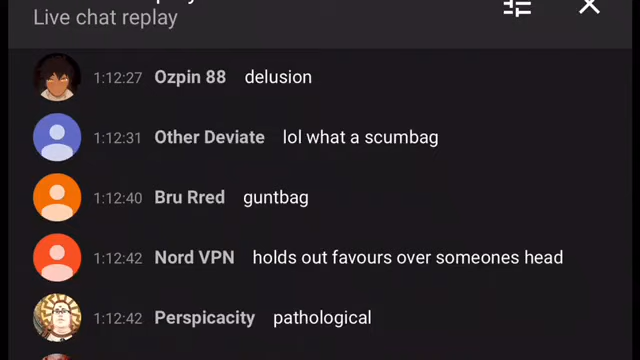 Live chat replay
1:12:27 Ozpin 88 delusion
1:12:31 Other Deviate lol what a scumbag
1:12:40 Bru Rred guntbag
1:12:42 Nord VPN holds out favours over someones head
1:12:42 Perspicacity pathological